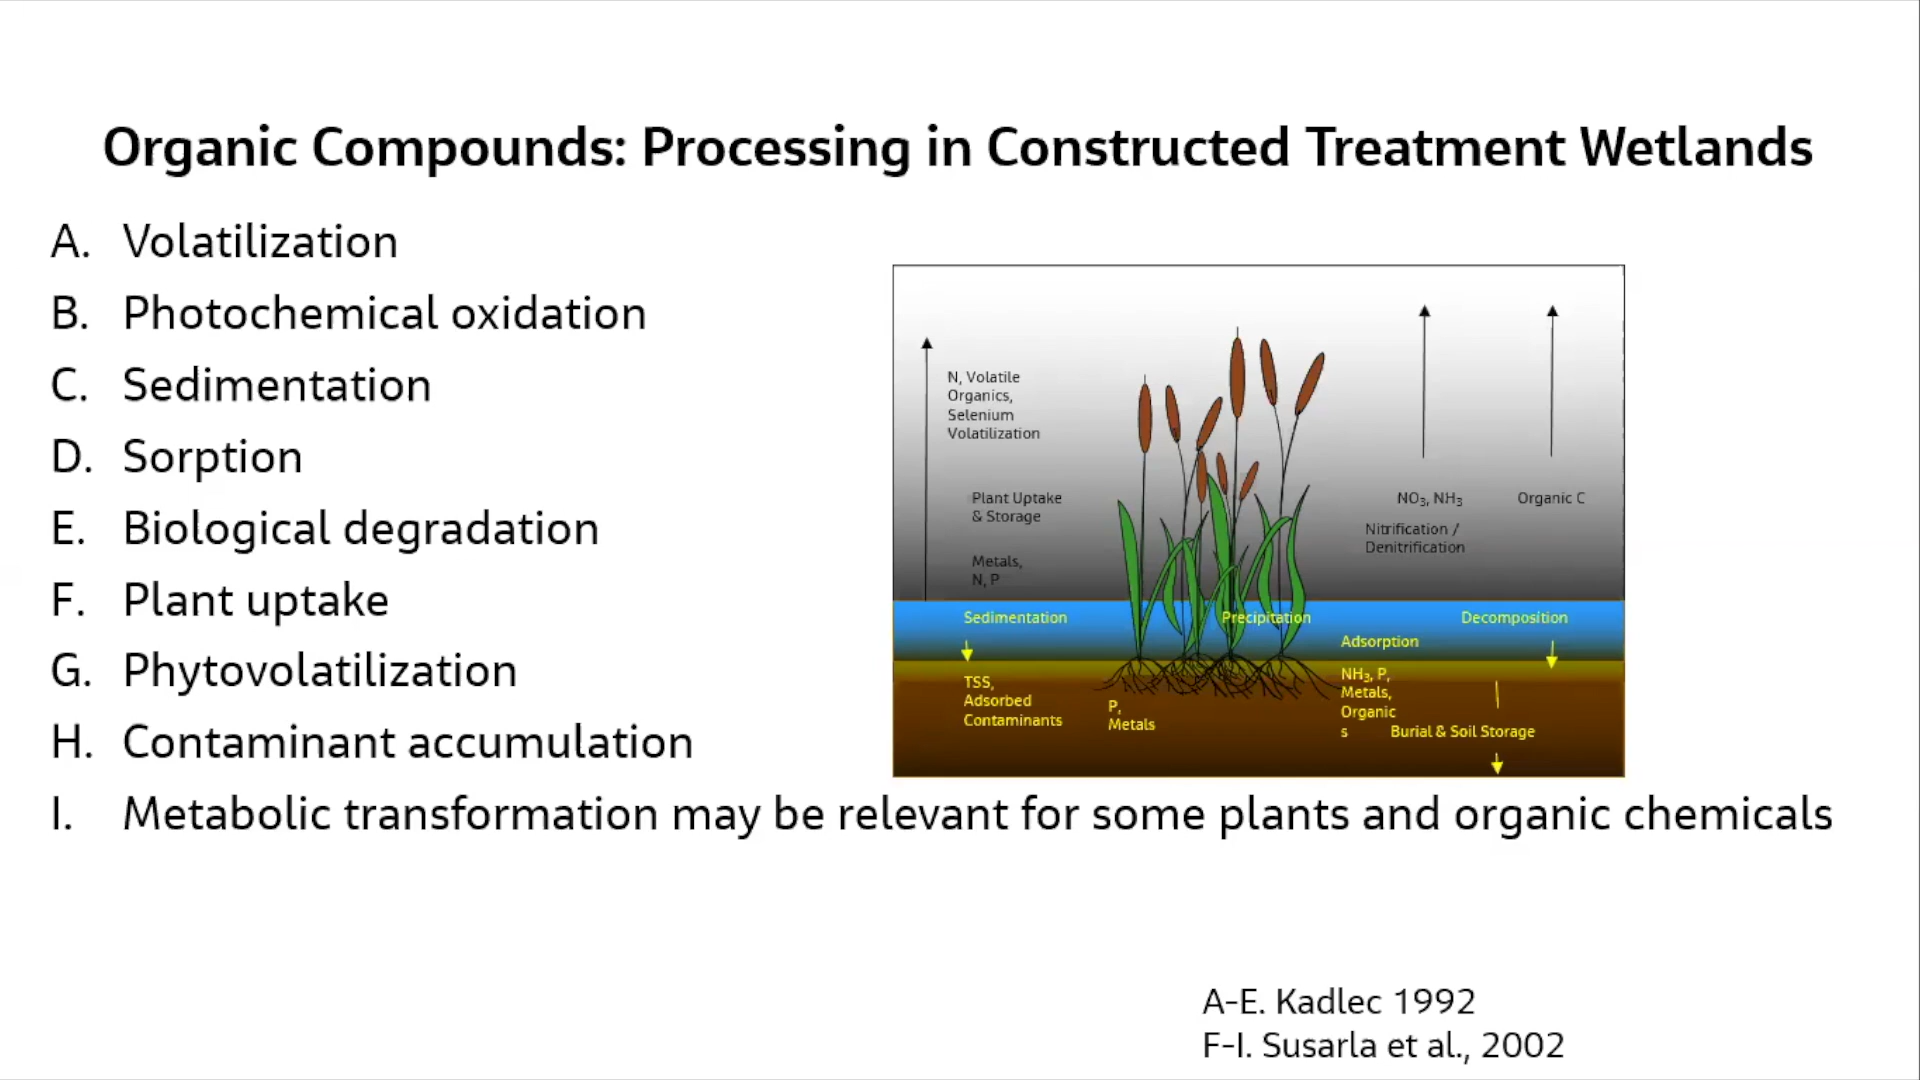 Organic Compounds: Processing in Constructed Treatment Wetlands
A. Volatilization
B. Photochemical oxidation
C. Sedimentation
D. Sorption
E. Biological degradation
F. Plant uptake
G. Phytovolatilization
H. Contaminant accumulation
I. Metabolic transformation may be relevant for some plants and organic chemicals
N, Volatile
Organics,
Selenium
Volatilization
Plant Uptake
& Storage
Metals,
N, P
NO₃, NH₃
Nitrification /
Denitrification
Organic C
Sedimentation
Precipitation
Decomposition
Adsorption
TSS,
Adsorbed
Contaminants
P,
Metals
NH₃, P,
Metals,
Organic
s
Burial & Soil Storage
A-E. Kadlec 1992
F-I. Susarla et al., 2002